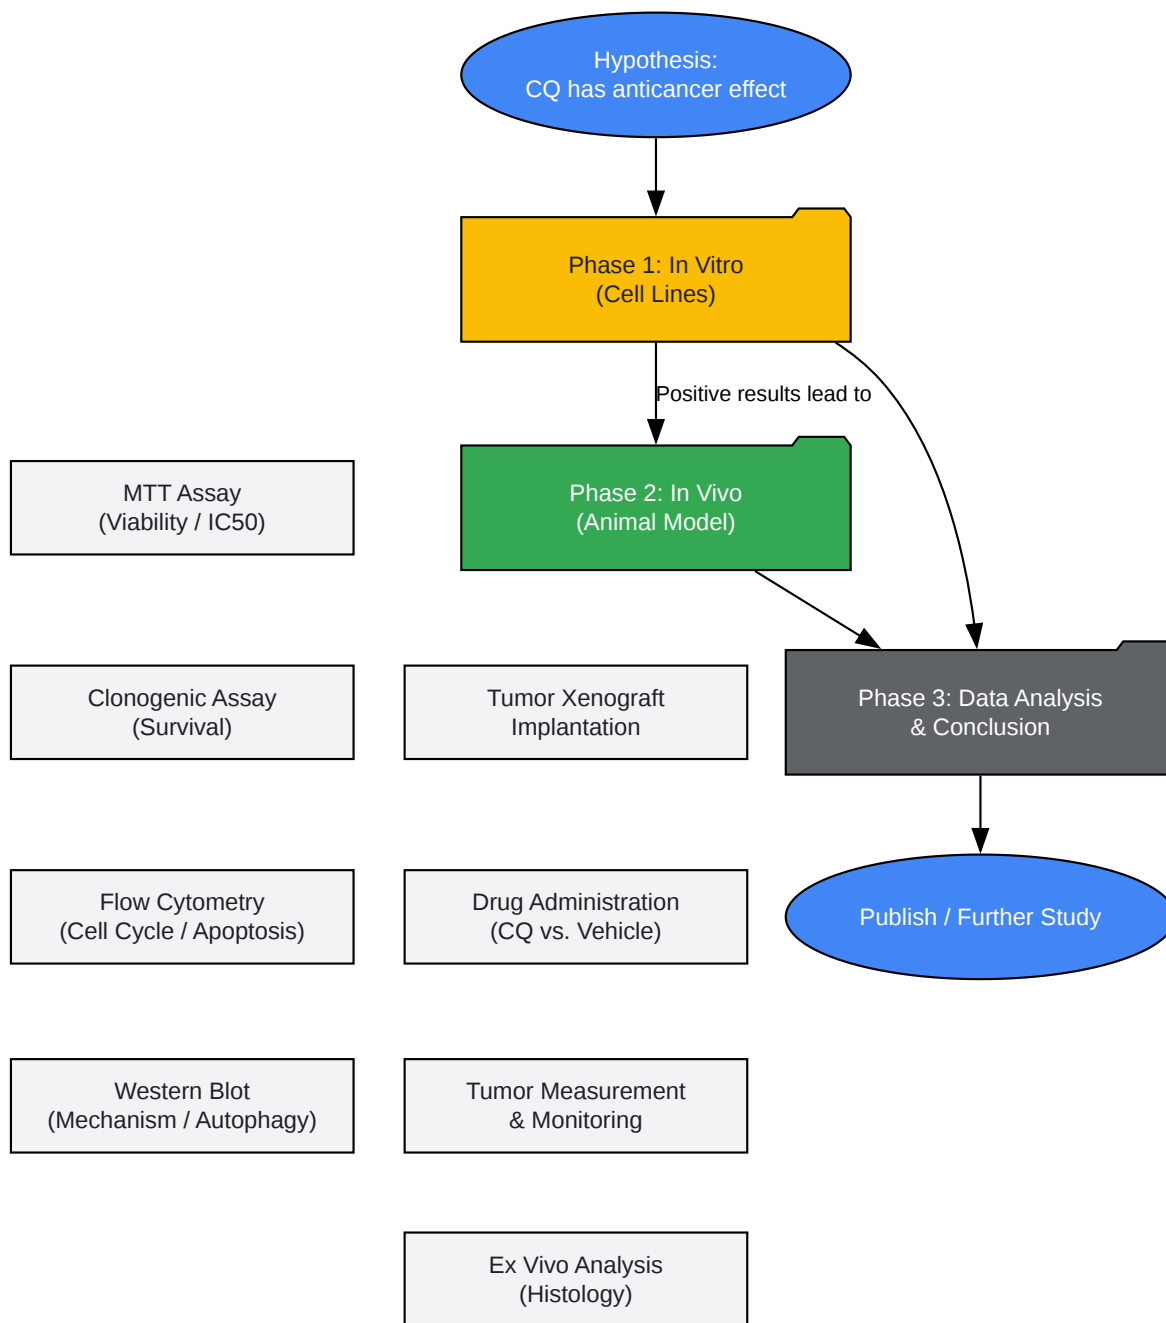 Hypothesis:
CQ has anticancer effect
Phase 1: In Vitro
(Cell Lines)
Positive results lead to
Phase 2: In Vivo
(Animal Model)
MTT Assay
(Viability / IC50)
Clonogenic Assay
(Survival)
Tumor Xenograft
Implantation
Phase 3: Data Analysis
& Conclusion
Flow Cytometry
(Cell Cycle / Apoptosis)
Drug Administration
(CQ vs. Vehicle)
Publish / Further Study
Western Blot
(Mechanism / Autophagy)
Tumor Measurement
& Monitoring
Ex Vivo Analysis
(Histology)